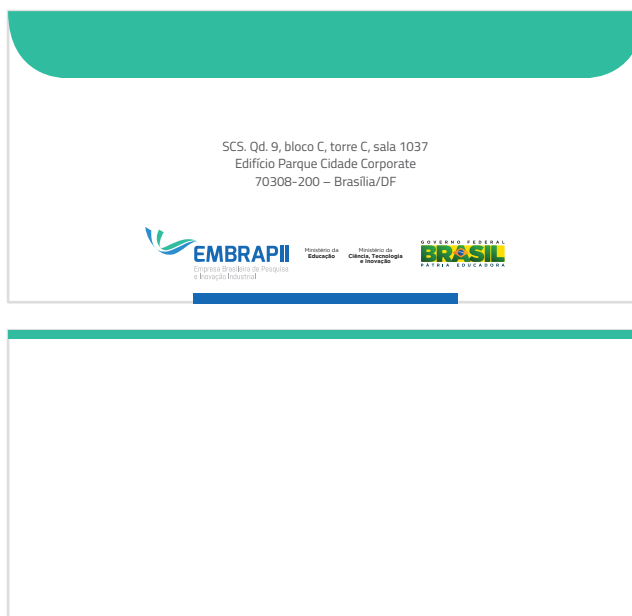 SCS. Qd. 9, bloco C, torre C, sala 1037
Edifício Parque Cidade Corporate
70308-200 – Brasília/DF
EMBRAPII
Empresa Brasileira de Pesquisa
e Inovação Industrial
Ministério da
Educação
Ministério da
Ciência, Tecnologia
e Inovação
GOVERNO FEDERAL
BRASIL
PÁTRIA EDUCADORA